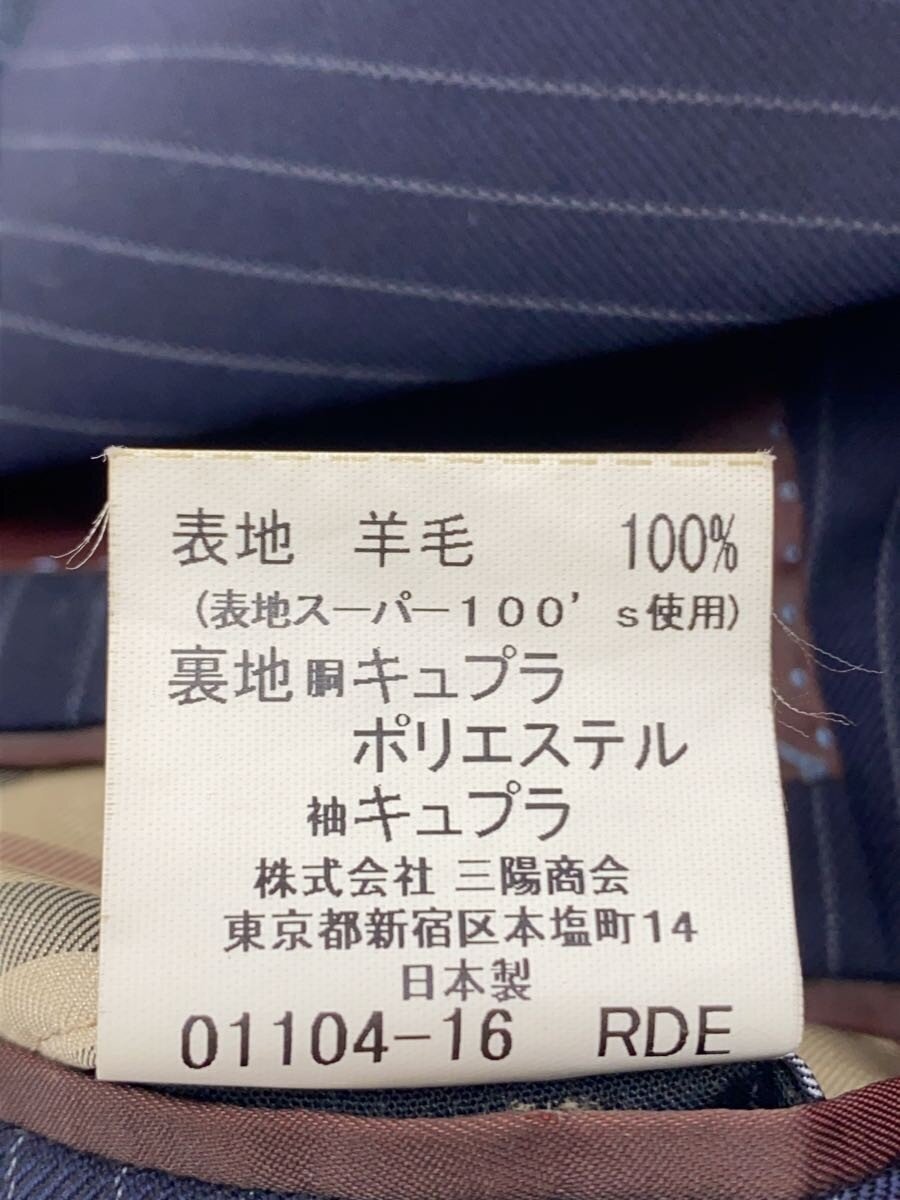 表地 羊毛 100%
(表地スーパー100's使用)
裏地 胴キュプラ
ポリエステル
袖キュプラ
株式会社 三陽商会
東京都新宿区本塩町14
日本製
01104-16 RDE